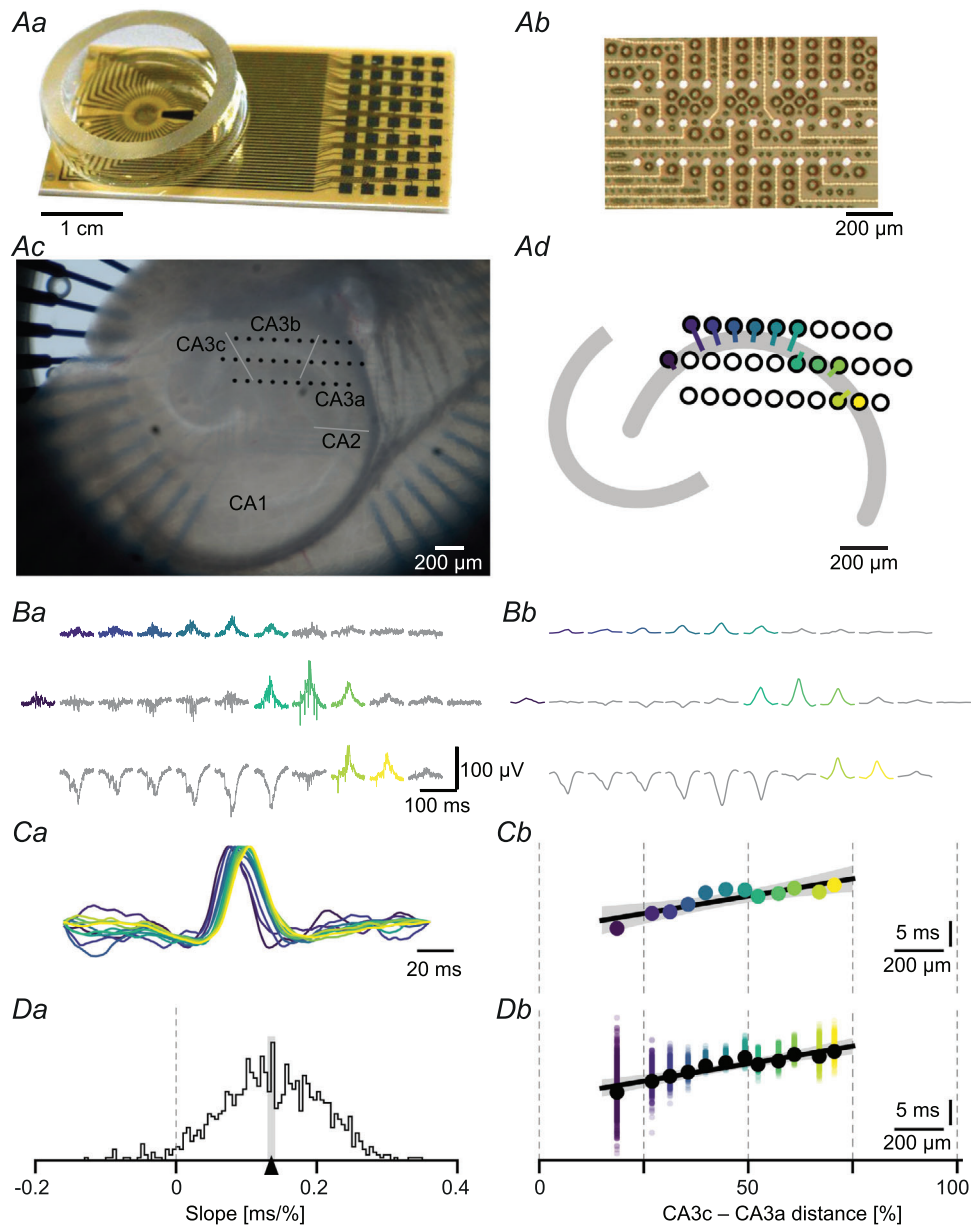 Aa
Ab
1 cm
200 µm
Ac
Ad
CA3b
CA3c
CA3a
CA2
CA1
200 µm
200 µm
Ba
Bb
100 µV
100 ms
Ca
Cb
20 ms
5 ms
200 µm
Da
Db
5 ms
200 µm
-0.2 0 0.2 0.4
Slope [ms/%]
0 50 100
CA3c – CA3a distance [%]